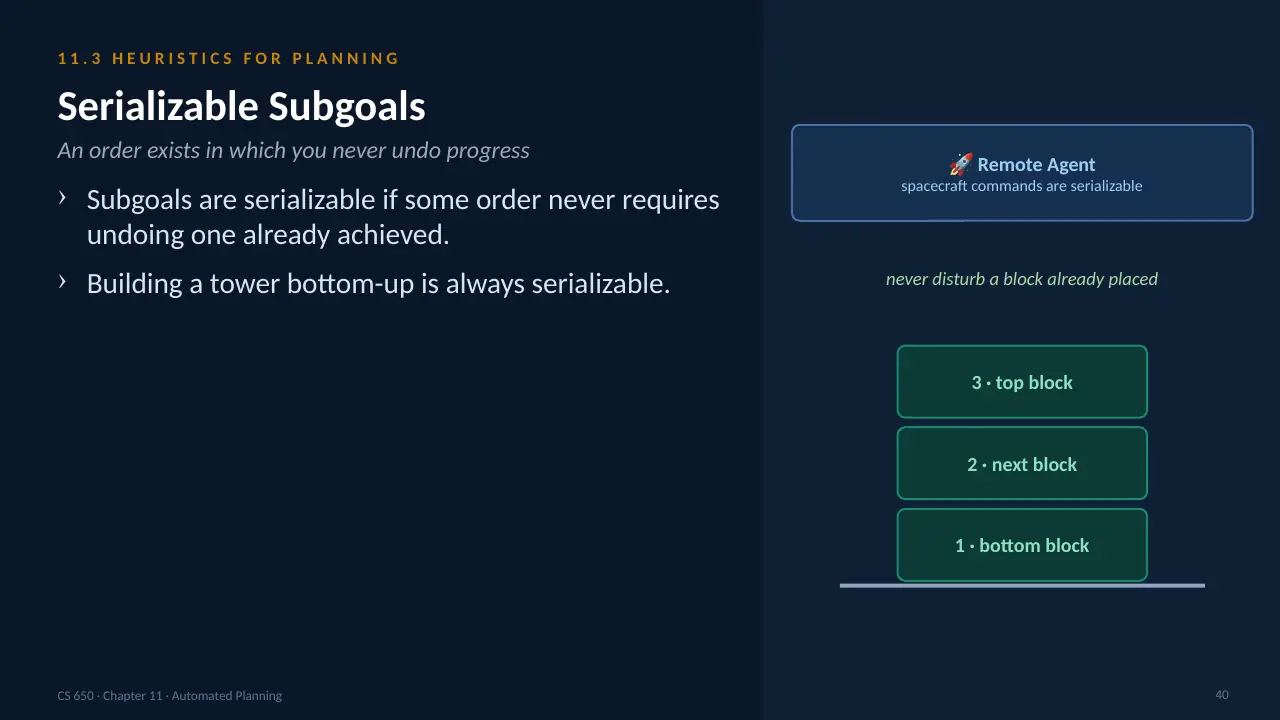 11.3 HEURISTICS FOR PLANNING
Serializable Subgoals
An order exists in which you never undo progress
› Subgoals are serializable if some order never requires
undoing one already achieved.
› Building a tower bottom-up is always serializable.
🚀 Remote Agent
spacecraft commands are serializable
never disturb a block already placed
3 · top block
2 · next block
1 · bottom block
CS 650 · Chapter 11 · Automated Planning
40